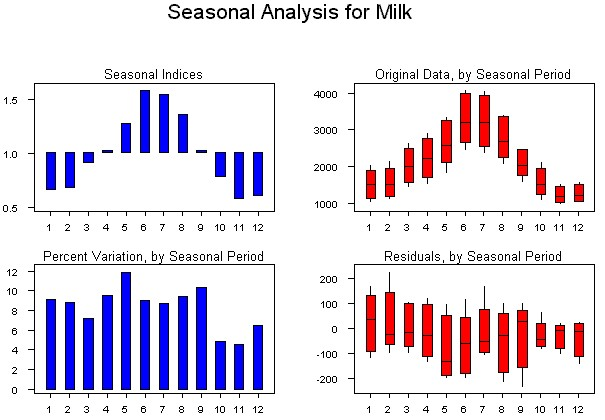 Seasonal Analysis for Milk
Seasonal Indices
1.5
1.0
0.5
1 2 3 4 5 6 7 8 9 10 11 12
Original Data, by Seasonal Period
4000
3000
2000
1000
1 2 3 4 5 6 7 8 9 10 11 12
Percent Variation, by Seasonal Period
12
10
8
6
4
2
0
1 2 3 4 5 6 7 8 9 10 11 12
Residuals, by Seasonal Period
200
100
0
-100
-200
1 2 3 4 5 6 7 8 9 10 11 12